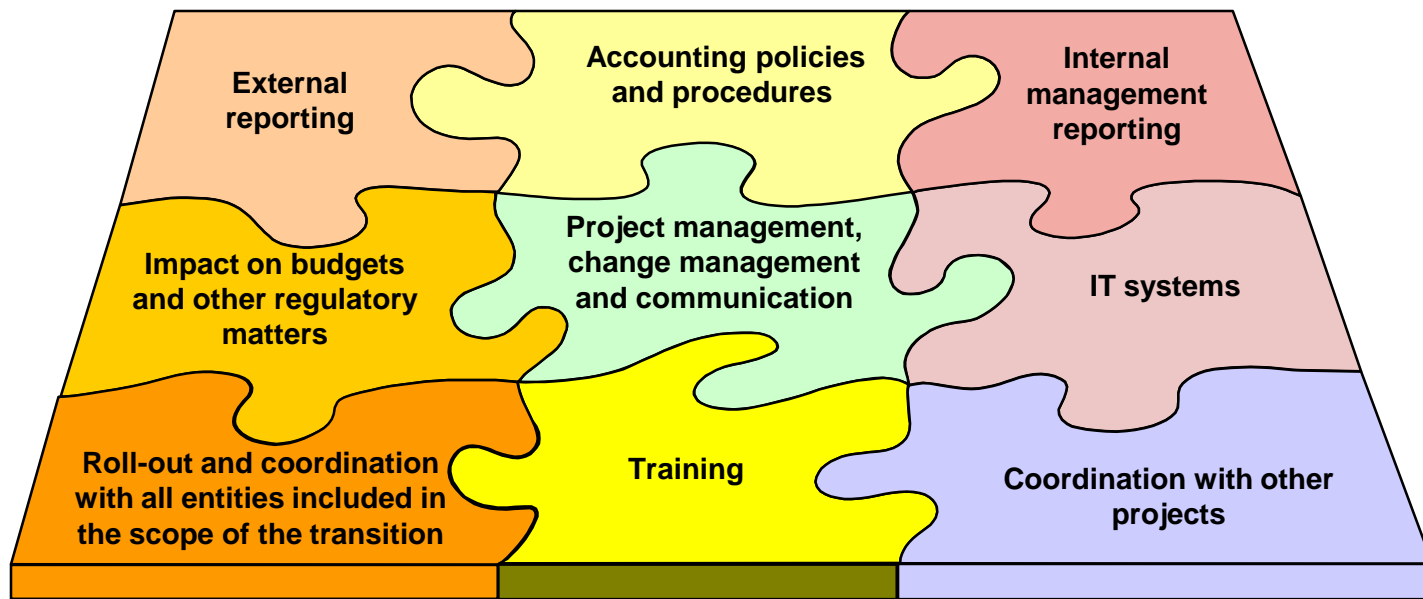 External
reporting
Accounting policies
and procedures
Internal
management
reporting
Impact on budgets
and other regulatory
matters
Project management,
change management
and communication
IT systems
Roll-out and coordination
with all entities included in
the scope of the transition
Training
Coordination with other
projects